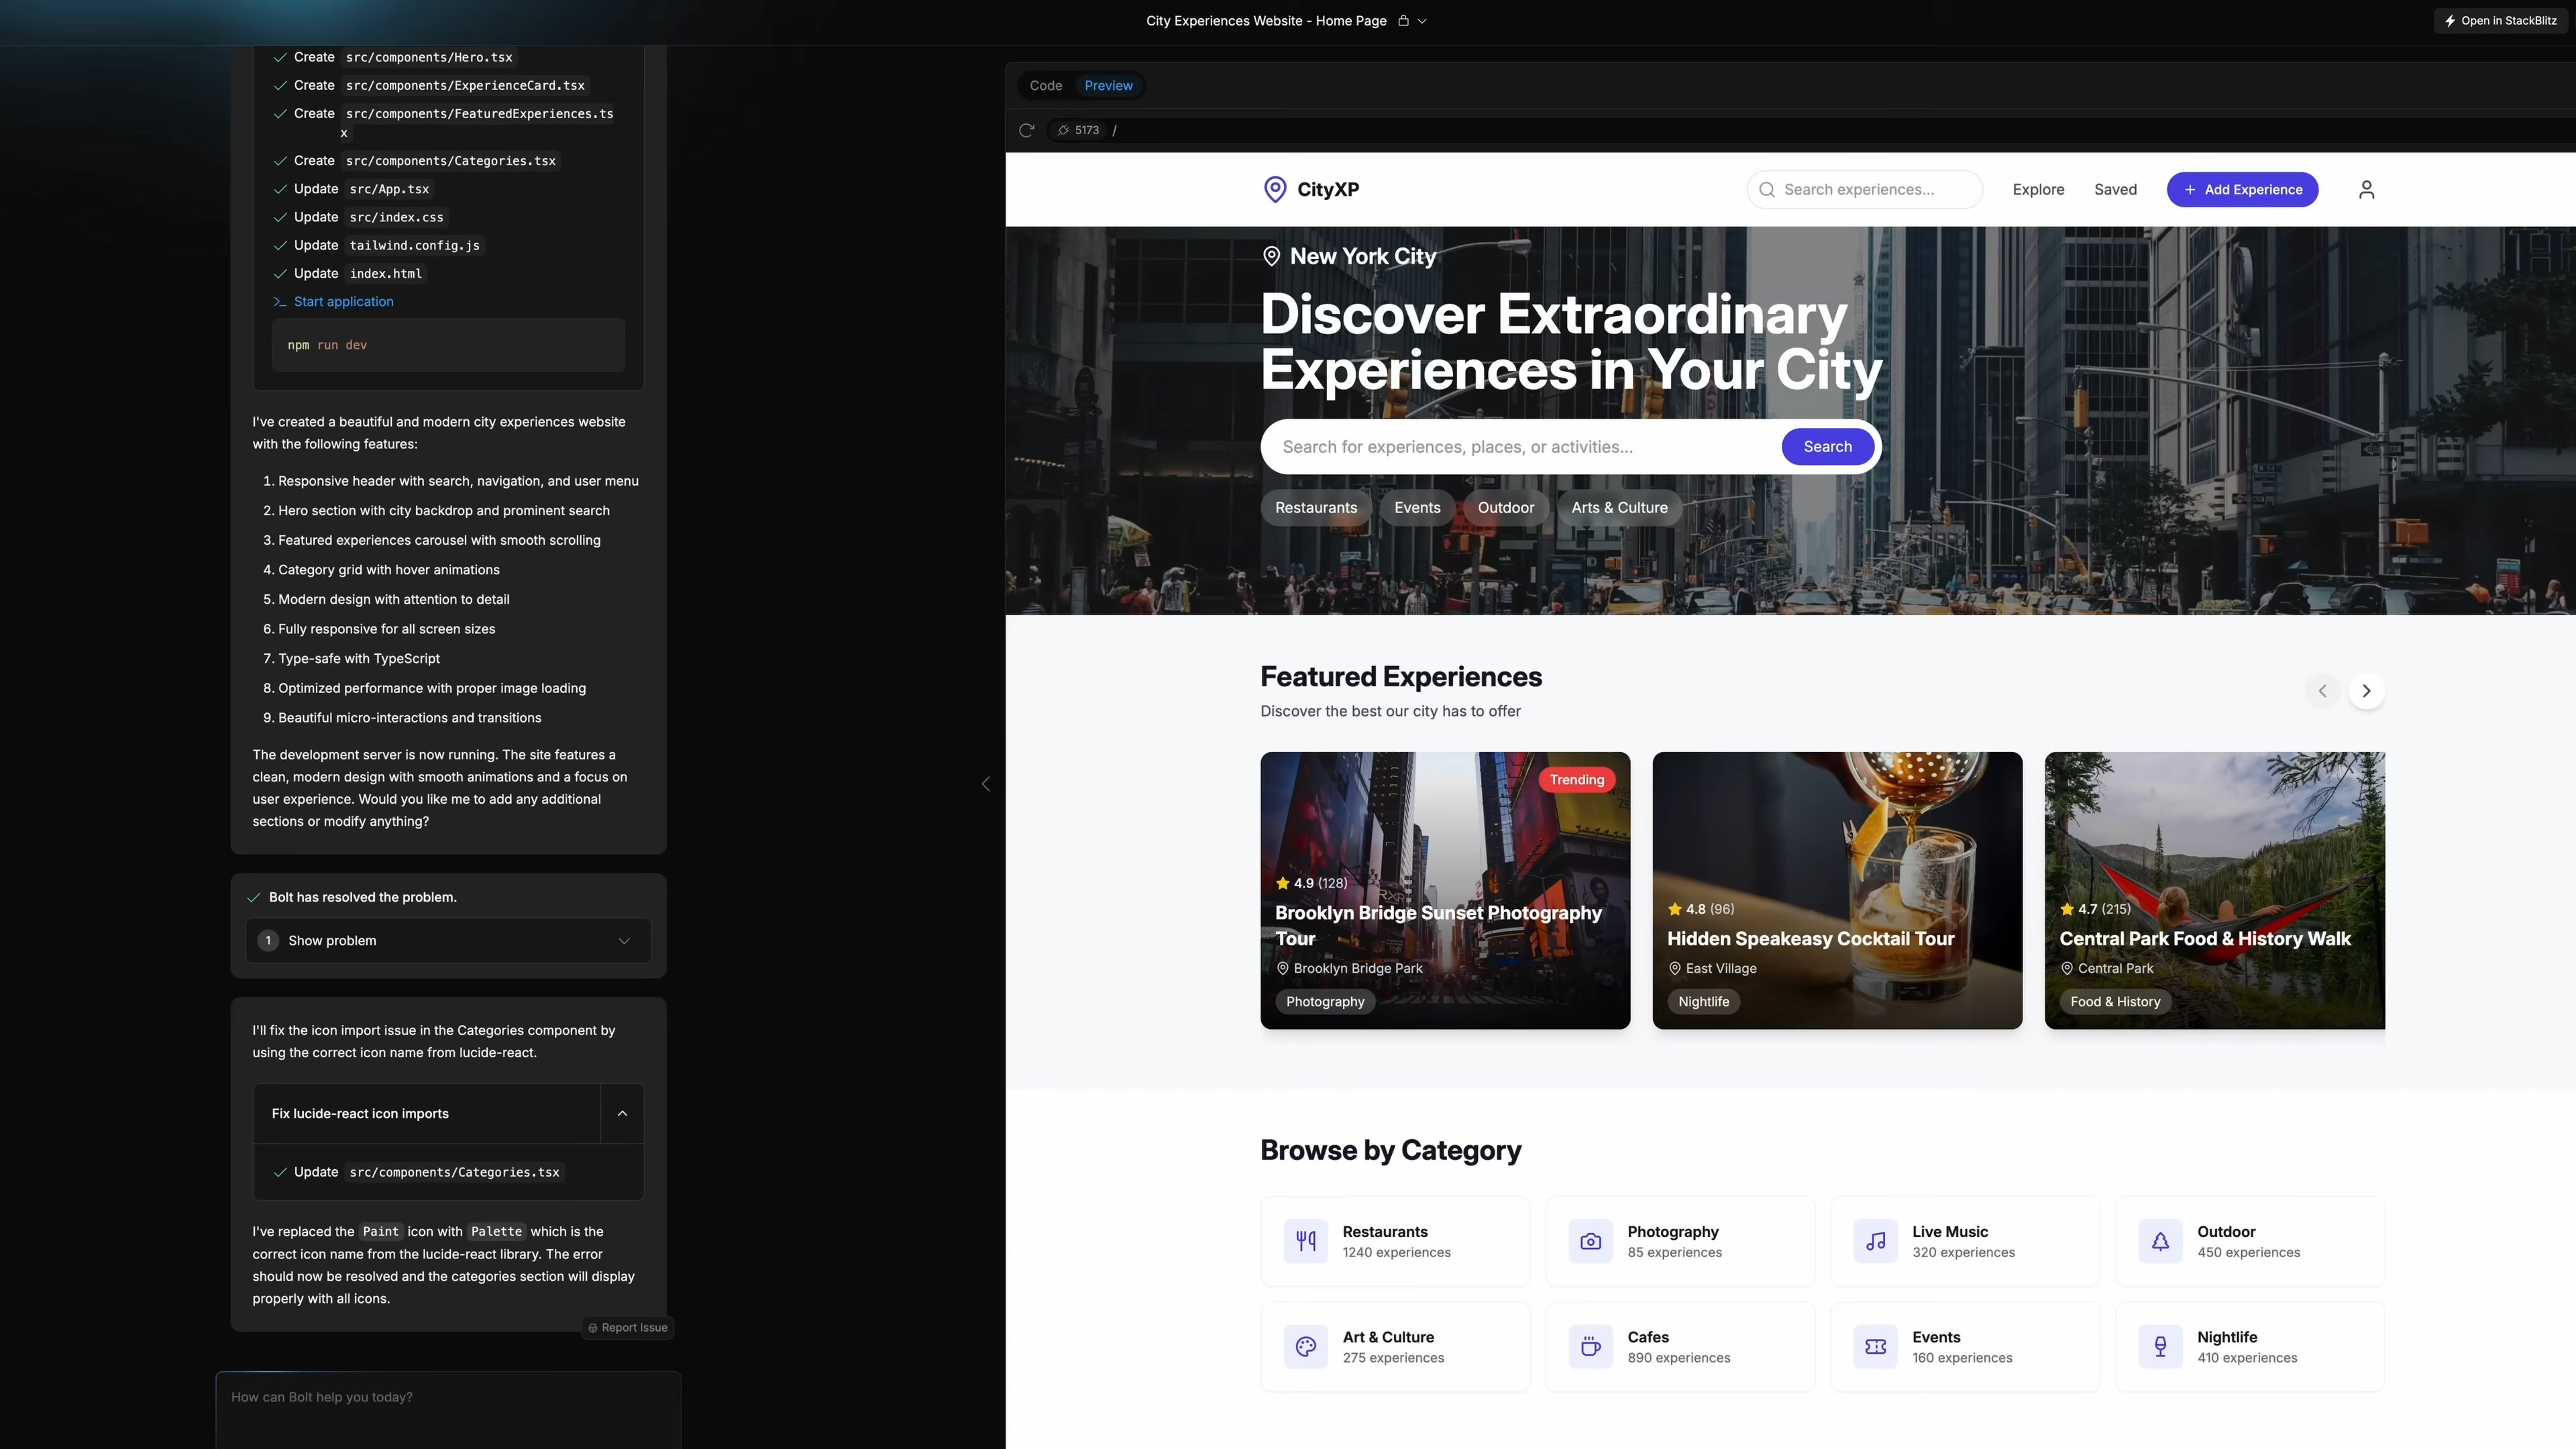 City Experiences Website - Home Page
Open in StackBlitz
Create src/components/Hero.tsx
Create src/components/ExperienceCard.tsx
Create src/components/FeaturedExperiences.ts
x
Create src/components/Categories.tsx
Update src/App.tsx
Update src/index.css
Update tailwind.config.js
Update index.html
Start application
npm run dev
I've created a beautiful and modern city experiences website
with the following features:
1. Responsive header with search, navigation, and user menu
2. Hero section with city backdrop and prominent search
3. Featured experiences carousel with smooth scrolling
4. Category grid with hover animations
5. Modern design with attention to detail
6. Fully responsive for all screen sizes
7. Type-safe with TypeScript
8. Optimized performance with proper image loading
9. Beautiful micro-interactions and transitions
The development server is now running. The site features a
clean, modern design with smooth animations and a focus on
user experience. Would you like me to add any additional
sections or modify anything?
Bolt has resolved the problem.
1 Show problem
I'll fix the icon import issue in the Categories component by
using the correct icon name from lucide-react.
Fix lucide-react icon imports
Update src/components/Categories.tsx
I've replaced the Paint icon with Palette which is the
correct icon name from the lucide-react library. The error
should now be resolved and the categories section will display
properly with all icons.
Report Issue
How can Bolt help you today?
Code Preview
5173 /
CityXP
Search experiences...
Explore
Saved
+ Add Experience
New York City
Discover Extraordinary
Experiences in Your City
Search for experiences, places, or activities...
Search
Restaurants
Events
Outdoor
Arts & Culture
Featured Experiences
Discover the best our city has to offer
Trending
4.9 (128)
Brooklyn Bridge Sunset Photography
Tour
Brooklyn Bridge Park
Photography
4.8 (96)
Hidden Speakeasy Cocktail Tour
East Village
Nightlife
4.7 (215)
Central Park Food & History Walk
Central Park
Food & History
Browse by Category
Restaurants
1240 experiences
Photography
85 experiences
Live Music
320 experiences
Outdoor
450 experiences
Art & Culture
275 experiences
Cafes
890 experiences
Events
160 experiences
Nightlife
410 experiences